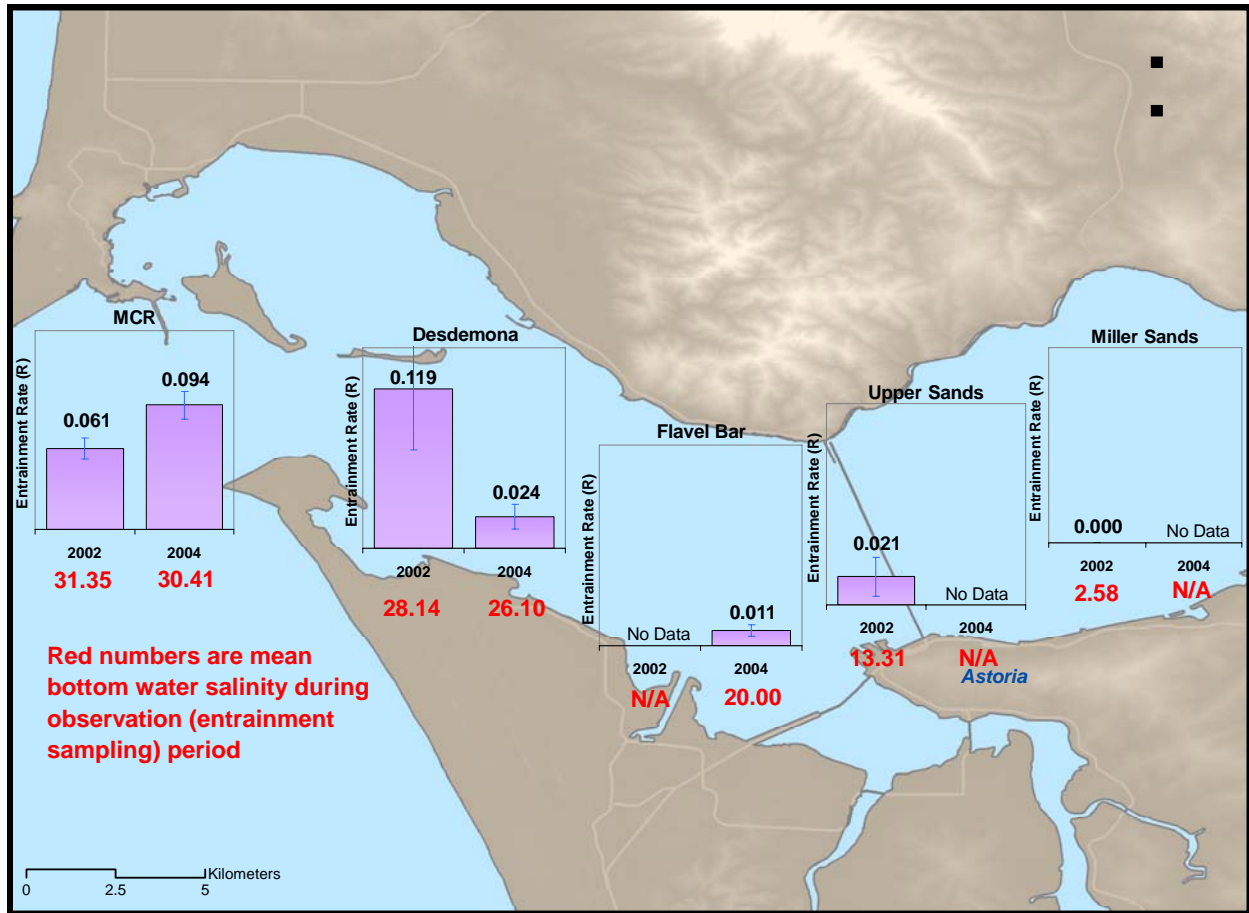 MCR
Entrainment Rate (R)
0.061
0.094
2002
2004
31.35
30.41
Desdemona
Entrainment Rate (R)
0.119
0.024
2002
2004
28.14
26.10
Flavel Bar
Entrainment Rate (R)
No Data
0.011
2002
2004
N/A
20.00
Upper Sands
Entrainment Rate (R)
0.021
No Data
2002
2004
13.31
N/A
Astoria
Miller Sands
Entrainment Rate (R)
0.000
No Data
2002
2004
2.58
N/A
Red numbers are mean
bottom water salinity during
observation (entrainment
sampling) period
Kilometers
0 2.5 5